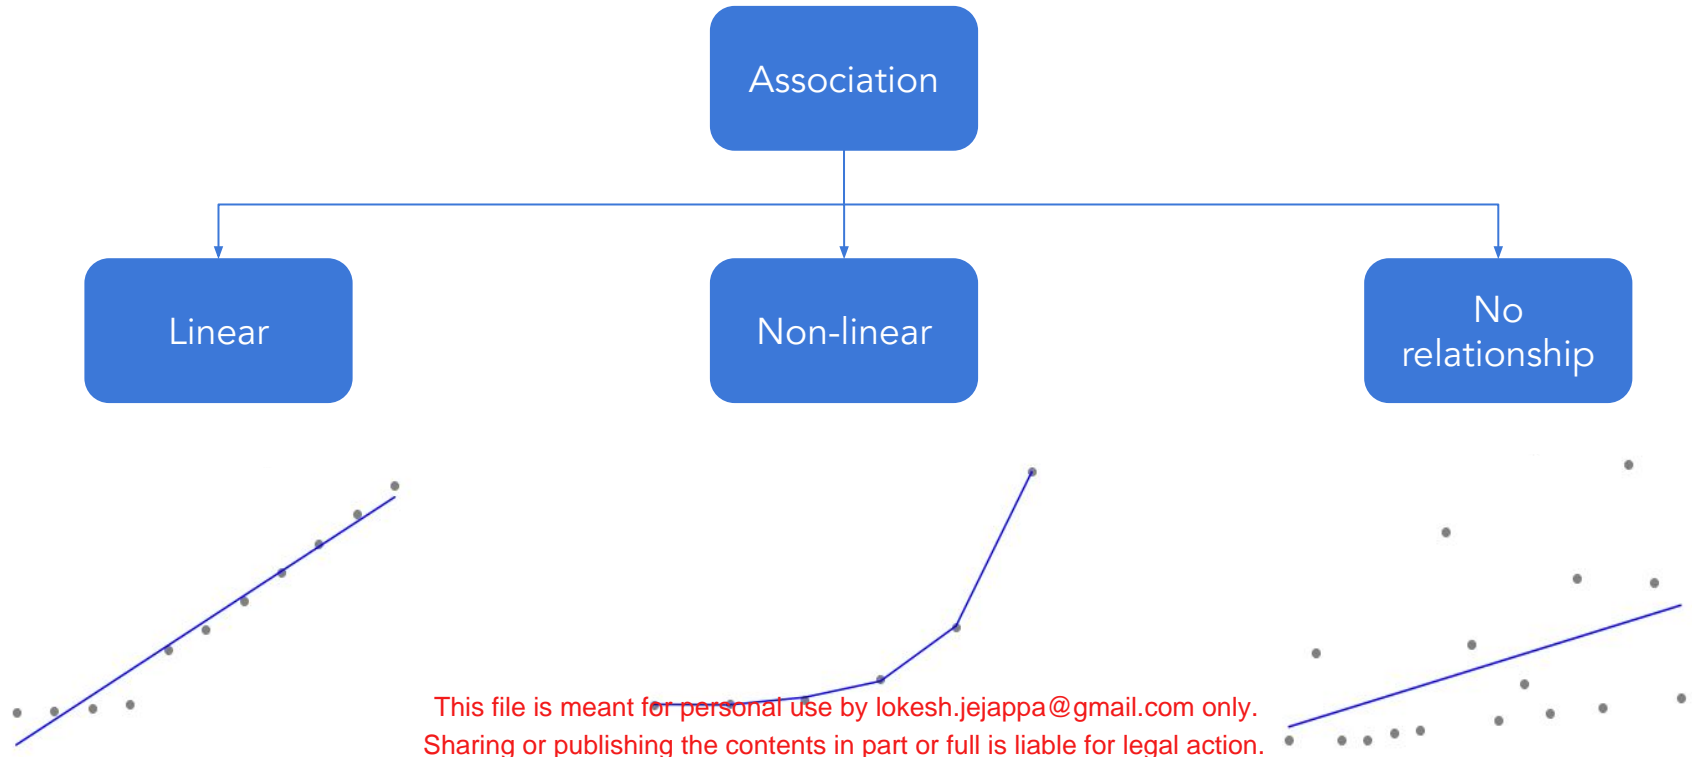 Association
Linear
Non-linear
No
relationship
This file is meant for personal use by lokesh.jejappa@gmail.com only.
Sharing or publishing the contents in part or full is liable for legal action.